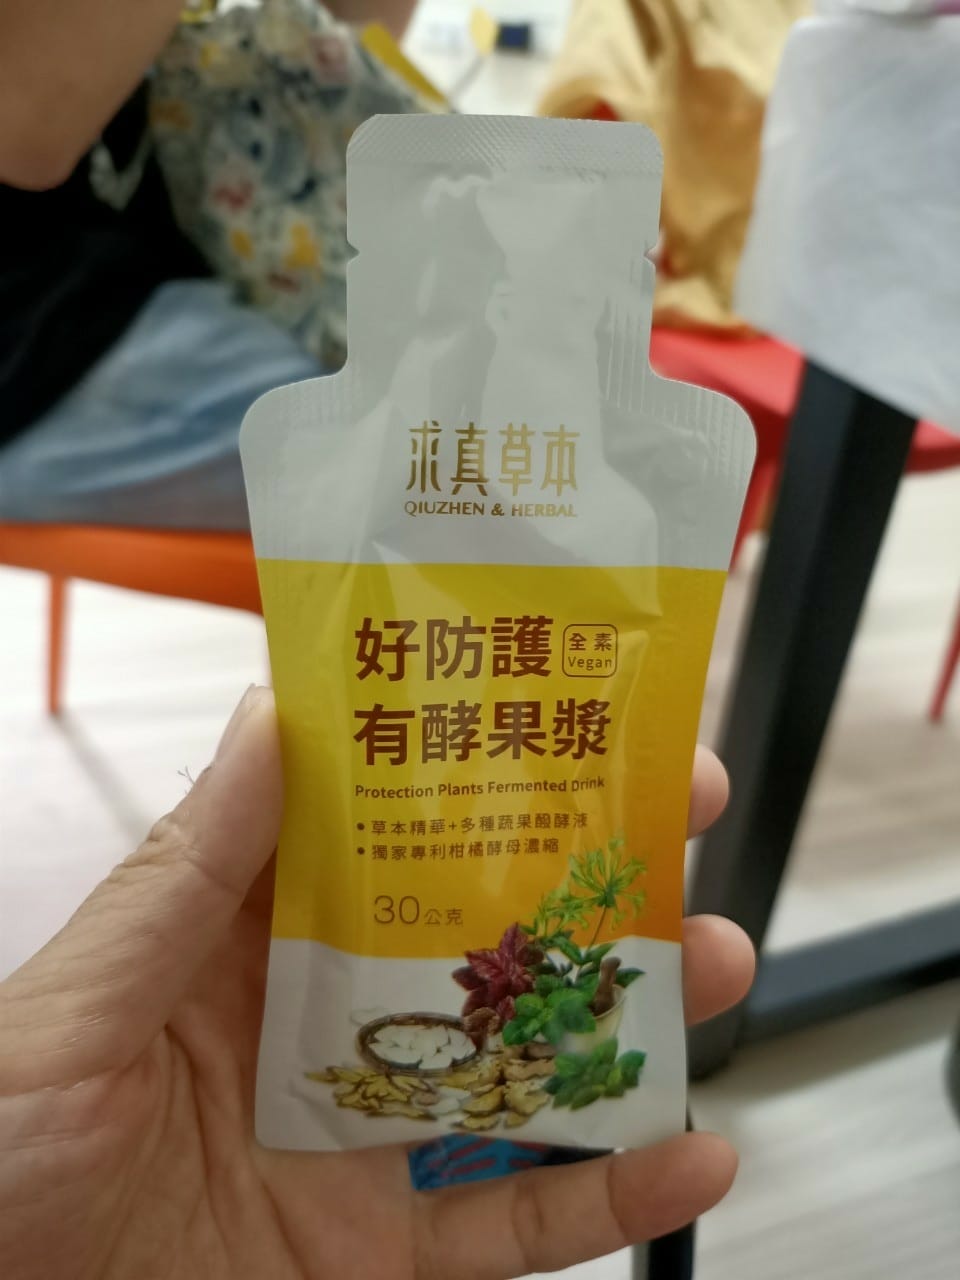 求真草本
QIUZHEN & HERBAL
好防護 全素 Vegan
有酵果漿
Protection Plants Fermented Drink
•草本精華+多種蔬果醱酵液
•獨家專利柑橘酵母濃縮
30公克